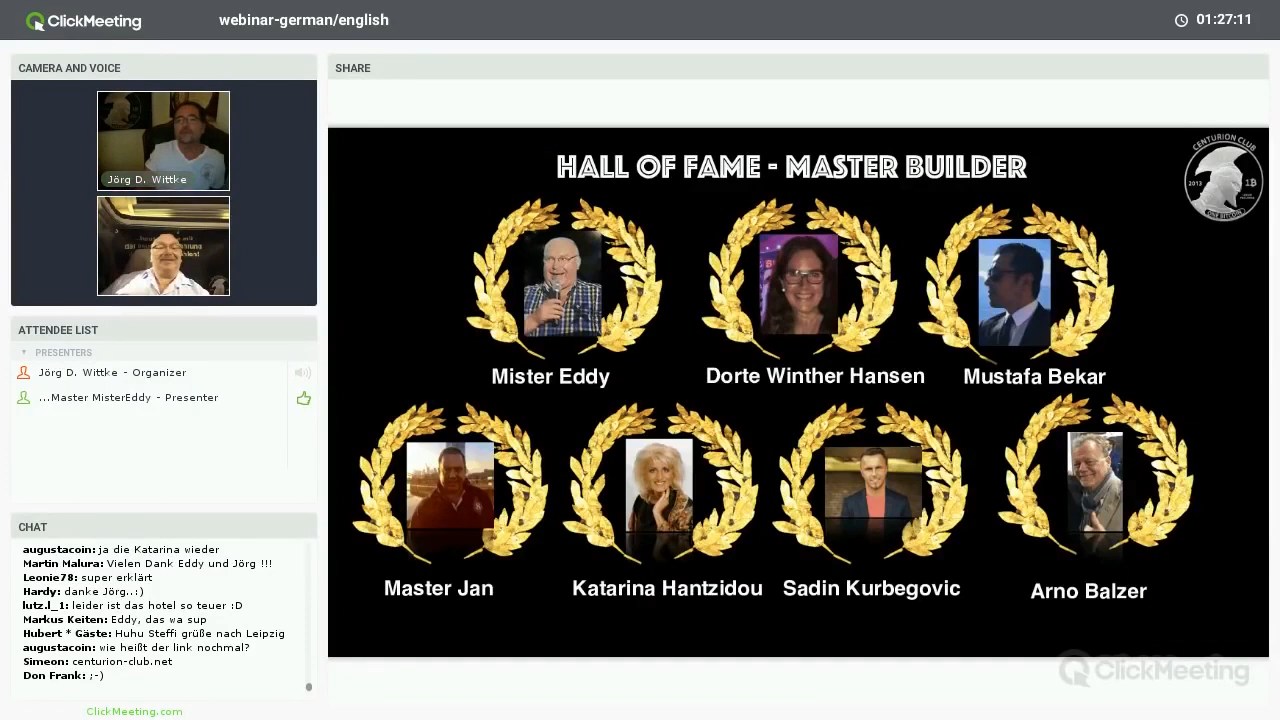 ClickMeeting
webinar-german/english
01:27:11
CAMERA AND VOICE
Jörg D. Wittke
ATTENDEE LIST
PRESENTERS
Jörg D. Wittke - Organizer
...Master MisterEddy - Presenter
CHAT
augustacoin: ja die Katarina wieder
Martin Malura: Vielen Dank Eddy und Jörg !!!
Leonie78: super erklärt
Hardy: danke Jörg..:)
lutz.l_1: leider ist das hotel so teuer :D
Markus Keiten: Eddy, das wa sup
Hubert * Gäste: Huhu Steffi grüße nach Leipzig
augustacoin: wie heißt der link nochmal?
Simeon: centurion-club.net
Don Frank: ;-)
ClickMeeting.com
SHARE
HALL OF FAME - MASTER BUILDER
CENTURION CLUB
2013
ONE BITCOIN
Mister Eddy
Dorte Winther Hansen
Mustafa Bekar
Master Jan
Katarina Hantzidou
Sadin Kurbegovic
Arno Balzer
ClickMeeting